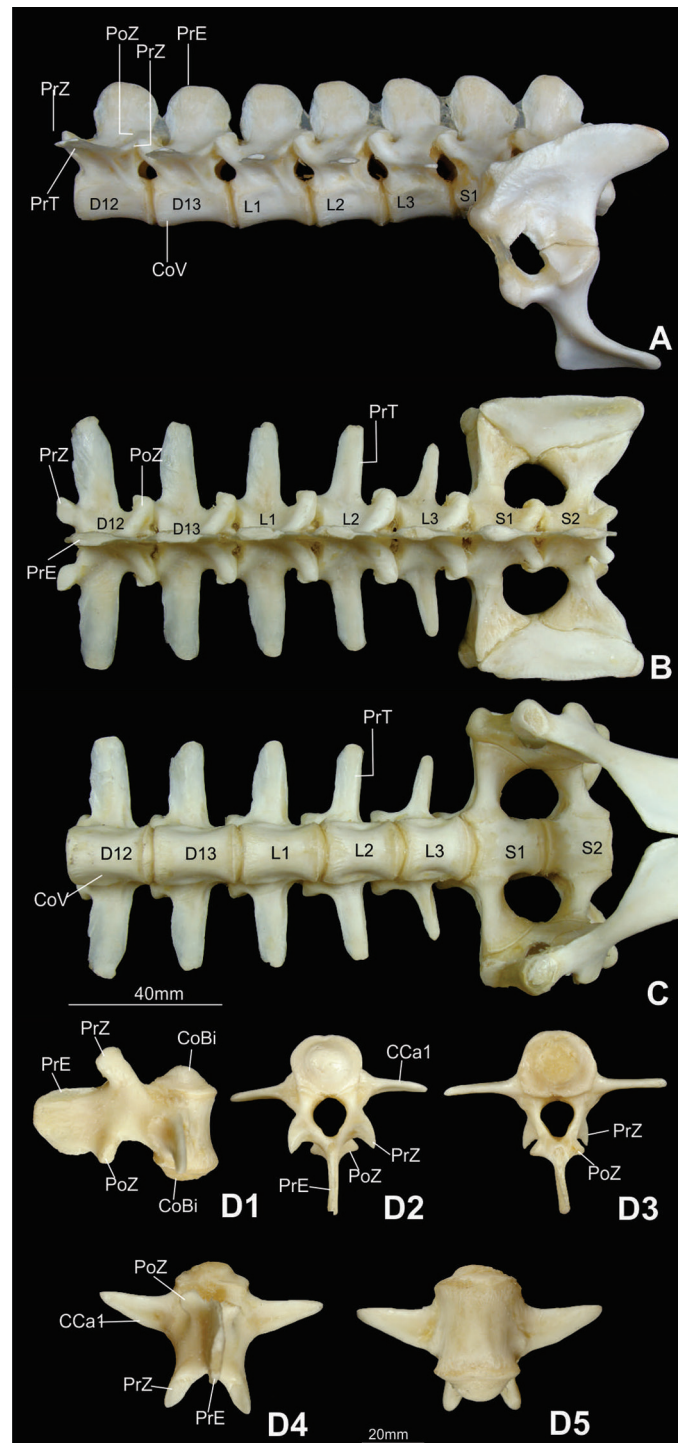 PoZ
PrZ
PrE
PrZ
PrT
D12
D13
L1
L2
L3
S1
CoV
A
PrT
PrZ
PoZ
D12
D13
L1
L2
L3
S1
S2
PrE
B
PrT
D12
D13
L1
L2
L3
S1
S2
CoV
C
40mm
PrZ
PrE
CoBi
PoZ
CoBi
D1
CCa1
PrZ
PoZ
PrE
D2
PrZ
PoZ
D3
PoZ
CCa1
PrZ
PrE
D4
D5
20mm